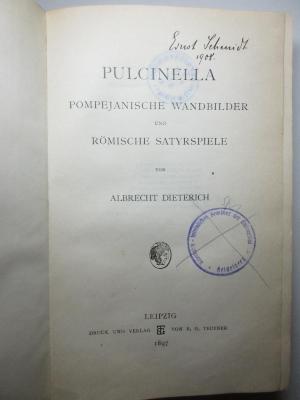 Ernst Schmidt
1908.
PULCINELLA
POMPEJANISCHE WANDBILDER
UND
RÖMISCHE SATYRSPIELE
VON
ALBRECHT DIETERICH
LEIPZIG
DRUCK UND VERLAG VON B. G. TEUBNER
1897